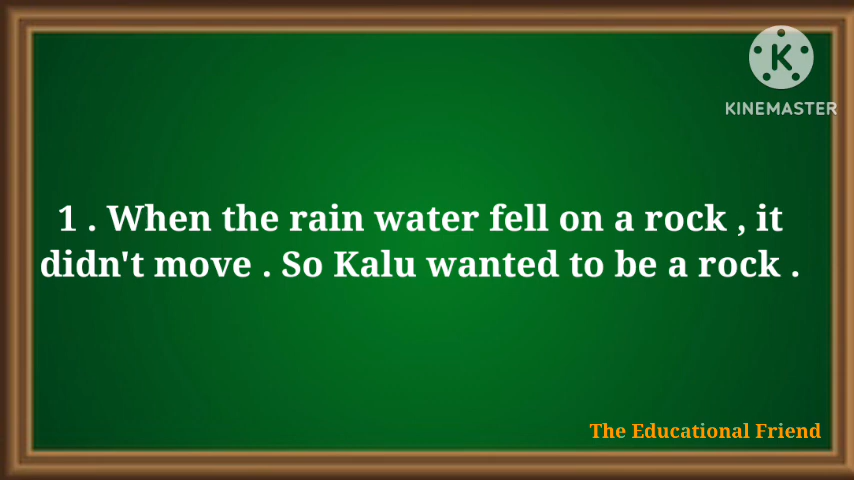 KINEMASTER
1 . When the rain water fell on a rock , it
didn't move . So Kalu wanted to be a rock .
The Educational Friend